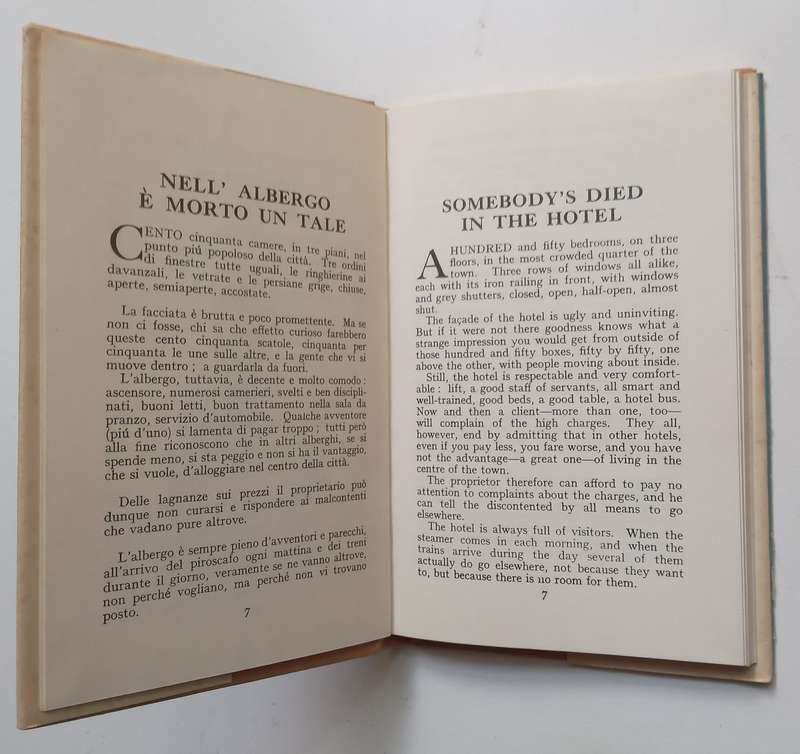 NELL' ALBERGO
È MORTO UN TALE
CENTO cinquanta camere, in tre piani, nel
punto piú popoloso della città. Tre ordini
di finestre tutte uguali, le ringhierine ai
davanzali, le vetrate e le persiane grige, chiuse,
aperte, semiaperte, accostate.
La facciata è brutta e poco promettente. Ma se
non ci fosse, chi sa che effetto curioso farebbero
queste cento cinquanta scatole, cinquanta per
cinquanta le une sulle altre, e la gente che vi si
muove dentro ; a guardarla da fuori.
L'albergo, tuttavia, è decente e molto comodo :
ascensore, numerosi camerieri, svelti e ben discipli-
nati, buoni letti, buon trattamento nella sala da
pranzo, servizio d'automobile. Qualche avventore
(piú d'uno) si lamenta di pagar troppo ; tutti però
alla fine riconoscono che in altri alberghi, se si
spende meno, si sta peggio e non si ha il vantaggio,
che si vuole, d'alloggiare nel centro della città.
Delle lagnanze sui prezzi il proprietario può
dunque non curarsi e rispondere ai malcontenti
che vadano pure altrove.
L'albergo è sempre pieno d'avventori e parecchi,
all'arrivo del piroscafo ogni mattina e dei treni
durante il giorno, veramente se ne vanno altrove,
non perché vogliano, ma perché non vi trovano
posto.
7
SOMEBODY'S DIED
IN THE HOTEL
A HUNDRED and fifty bedrooms, on three
floors, in the most crowded quarter of the
town. Three rows of windows all alike,
each with its iron railing in front, with windows
and grey shutters, closed, open, half-open, almost
shut.
The façade of the hotel is ugly and uninviting.
But if it were not there goodness knows what a
strange impression you would get from outside of
those hundred and fifty boxes, fifty by fifty, one
above the other, with people moving about inside.
Still, the hotel is respectable and very comfort-
able : lift, a good staff of servants, all smart and
well-trained, good beds, a good table, a hotel bus.
Now and then a client—more than one, too—
will complain of the high charges. They all,
however, end by admitting that in other hotels,
even if you pay less, you fare worse, and you have
not the advantage—a great one—of living in the
centre of the town.
The proprietor therefore can afford to pay no
attention to complaints about the charges, and he
can tell the discontented by all means to go
elsewhere.
The hotel is always full of visitors. When the
steamer comes in each morning, and when the
trains arrive during the day several of them
actually do go elsewhere, not because they want
to, but because there is no room for them.
7